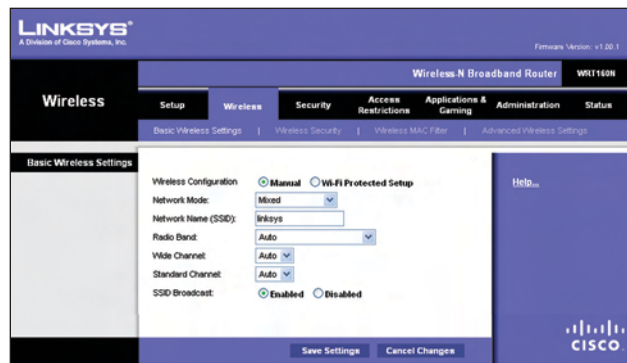 LINKSYS®
A Division of Cisco Systems, Inc.
Firmware Version: v1.00.1
Wireless-N Broadband Router WRT160N
Wireless
Setup Wireless Security Access Restrictions Applications & Gaming Administration Status
Basic Wireless Settings | Wireless Security | Wireless MAC Filter | Advanced Wireless Settings
Basic Wireless Settings
Wireless Configuration Manual Wi-Fi Protected Setup
Help...
Network Mode: Mixed
Network Name (SSID): linksys
Radio Band: Auto
Wide Channel: Auto
Standard Channel: Auto
SSID Broadcast: Enabled Disabled
Save Settings Cancel Changes
CISCO.